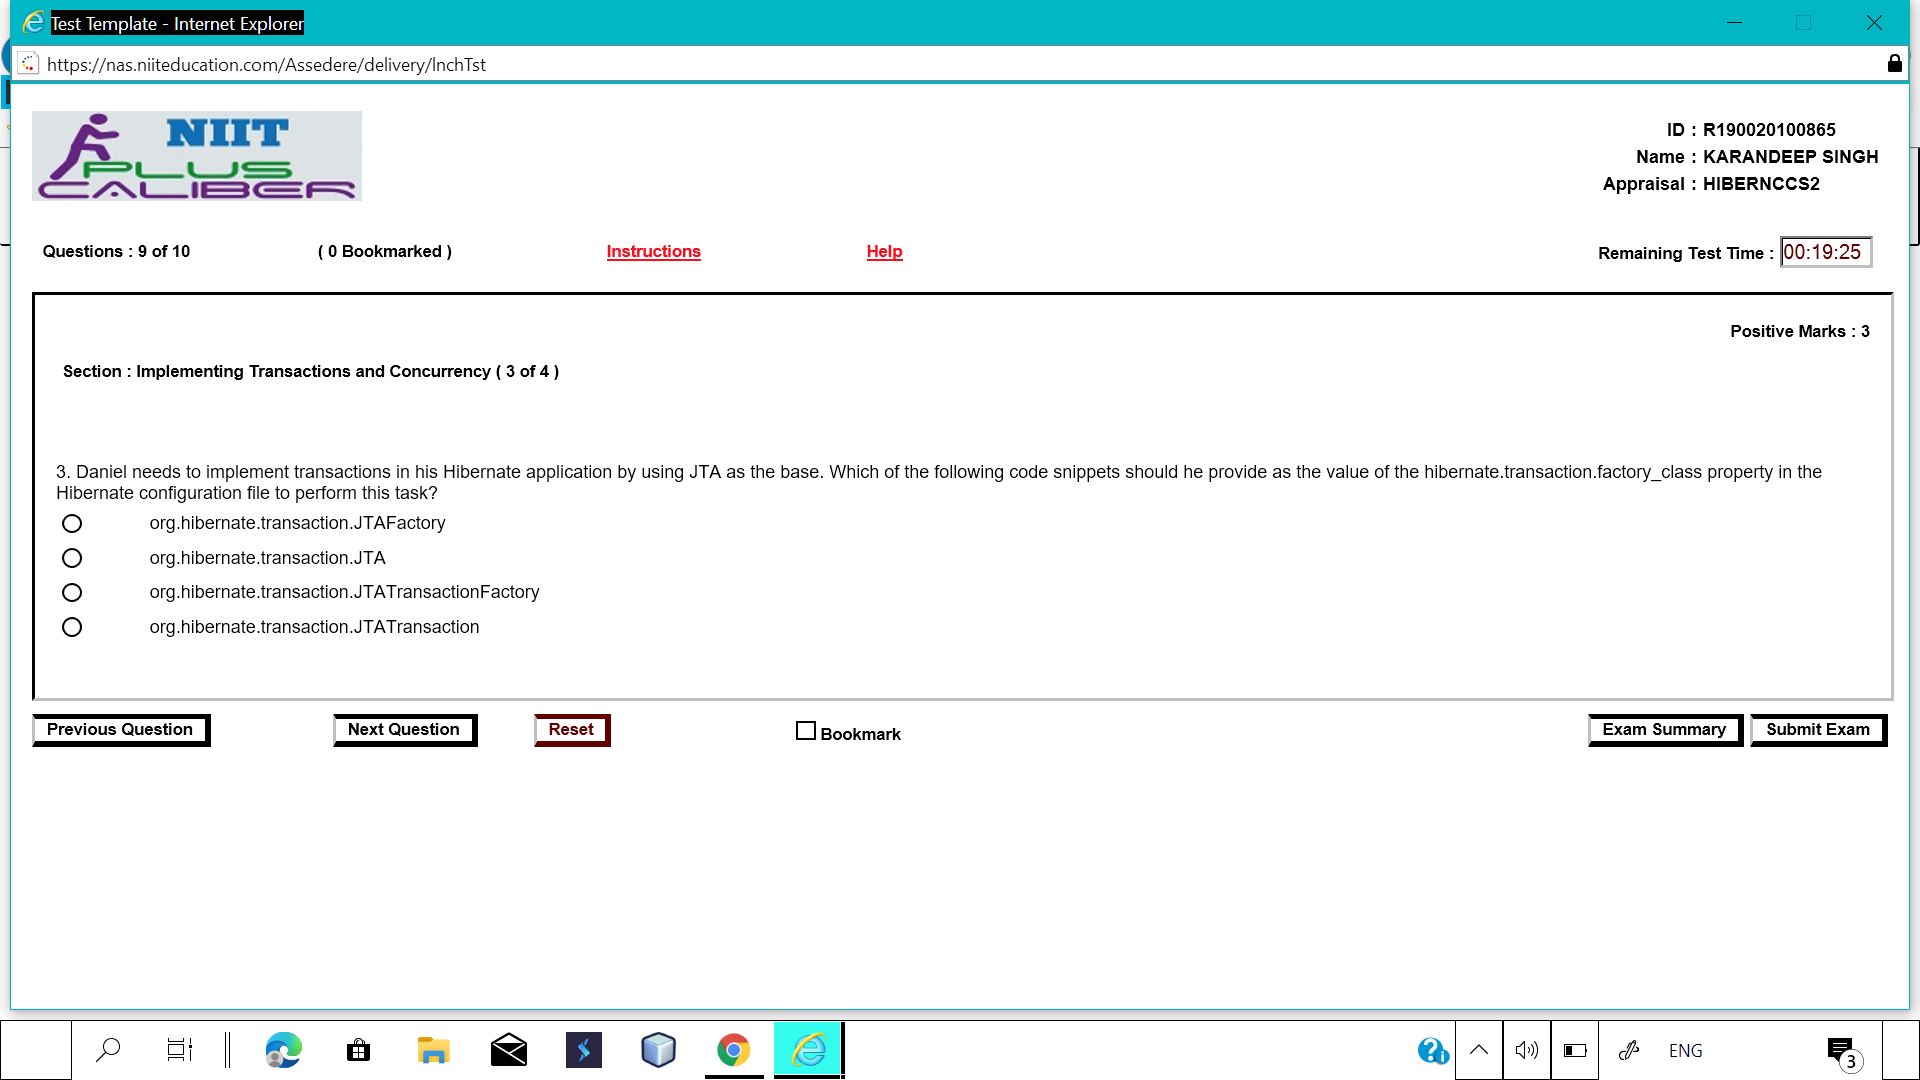 Test Template - Internet Explorer
https://nas.niiteducation.com/Assedere/delivery/lnchTst
NIIT
PLUS
CALIBER
ID : R190020100865
Name : KARANDEEP SINGH
Appraisal : HIBERNCCS2
Questions : 9 of 10 ( 0 Bookmarked ) Instructions Help Remaining Test Time : 00:19:25
Positive Marks : 3
Section : Implementing Transactions and Concurrency ( 3 of 4 )
3. Daniel needs to implement transactions in his Hibernate application by using JTA as the base. Which of the following code snippets should he provide as the value of the hibernate.transaction.factory_class property in the
Hibernate configuration file to perform this task?
org.hibernate.transaction.JTAFactory
org.hibernate.transaction.JTA
org.hibernate.transaction.JTATransactionFactory
org.hibernate.transaction.JTATransaction
Previous Question Next Question Reset Bookmark Exam Summary Submit Exam
ENG
3